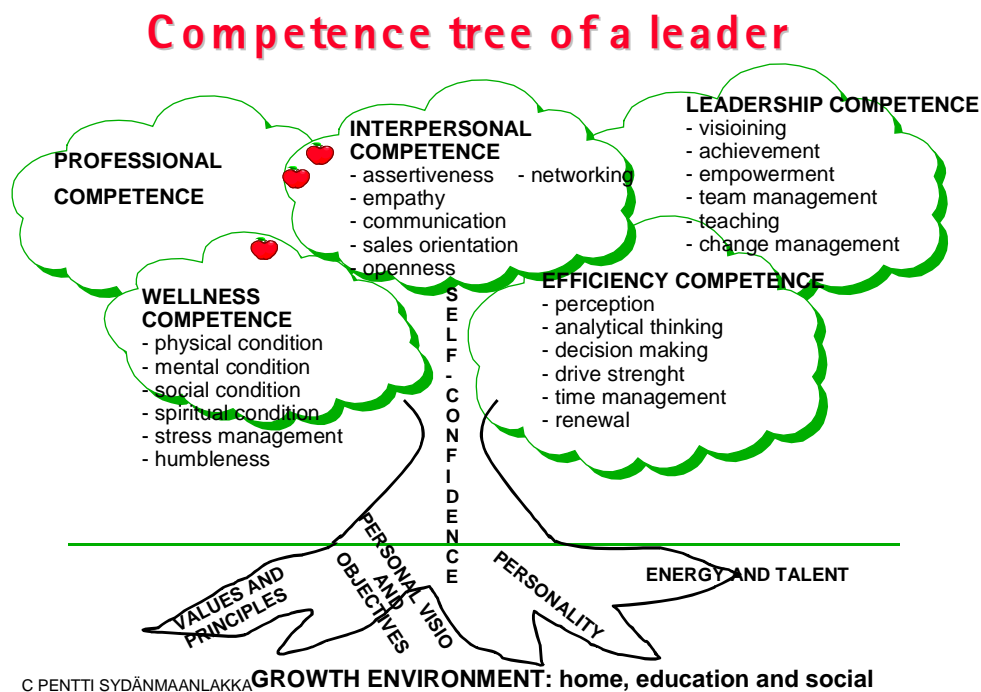 Competence tree of a leader
PROFESSIONAL
COMPETENCE
INTERPERSONAL
COMPETENCE
- assertiveness - networking
- empathy
- communication
- sales orientation
- openness
LEADERSHIP COMPETENCE
- visioining
- achievement
- empowerment
- team management
- teaching
- change management
WELLNESS
COMPETENCE
- physical condition
- mental condition
- social condition
- spiritual condition
- stress management
- humbleness
EFFICIENCY COMPETENCE
- perception
- analytical thinking
- decision making
- drive strenght
- time management
- renewal
SELF-CONFIDENCE
VALUES AND
PRINCIPLES
PERSONAL VISIO
AND
OBJECTIVES
PERSONALITY
ENERGY AND TALENT
C PENTTI SYDÄNMAANLAKKA
GROWTH ENVIRONMENT: home, education and social